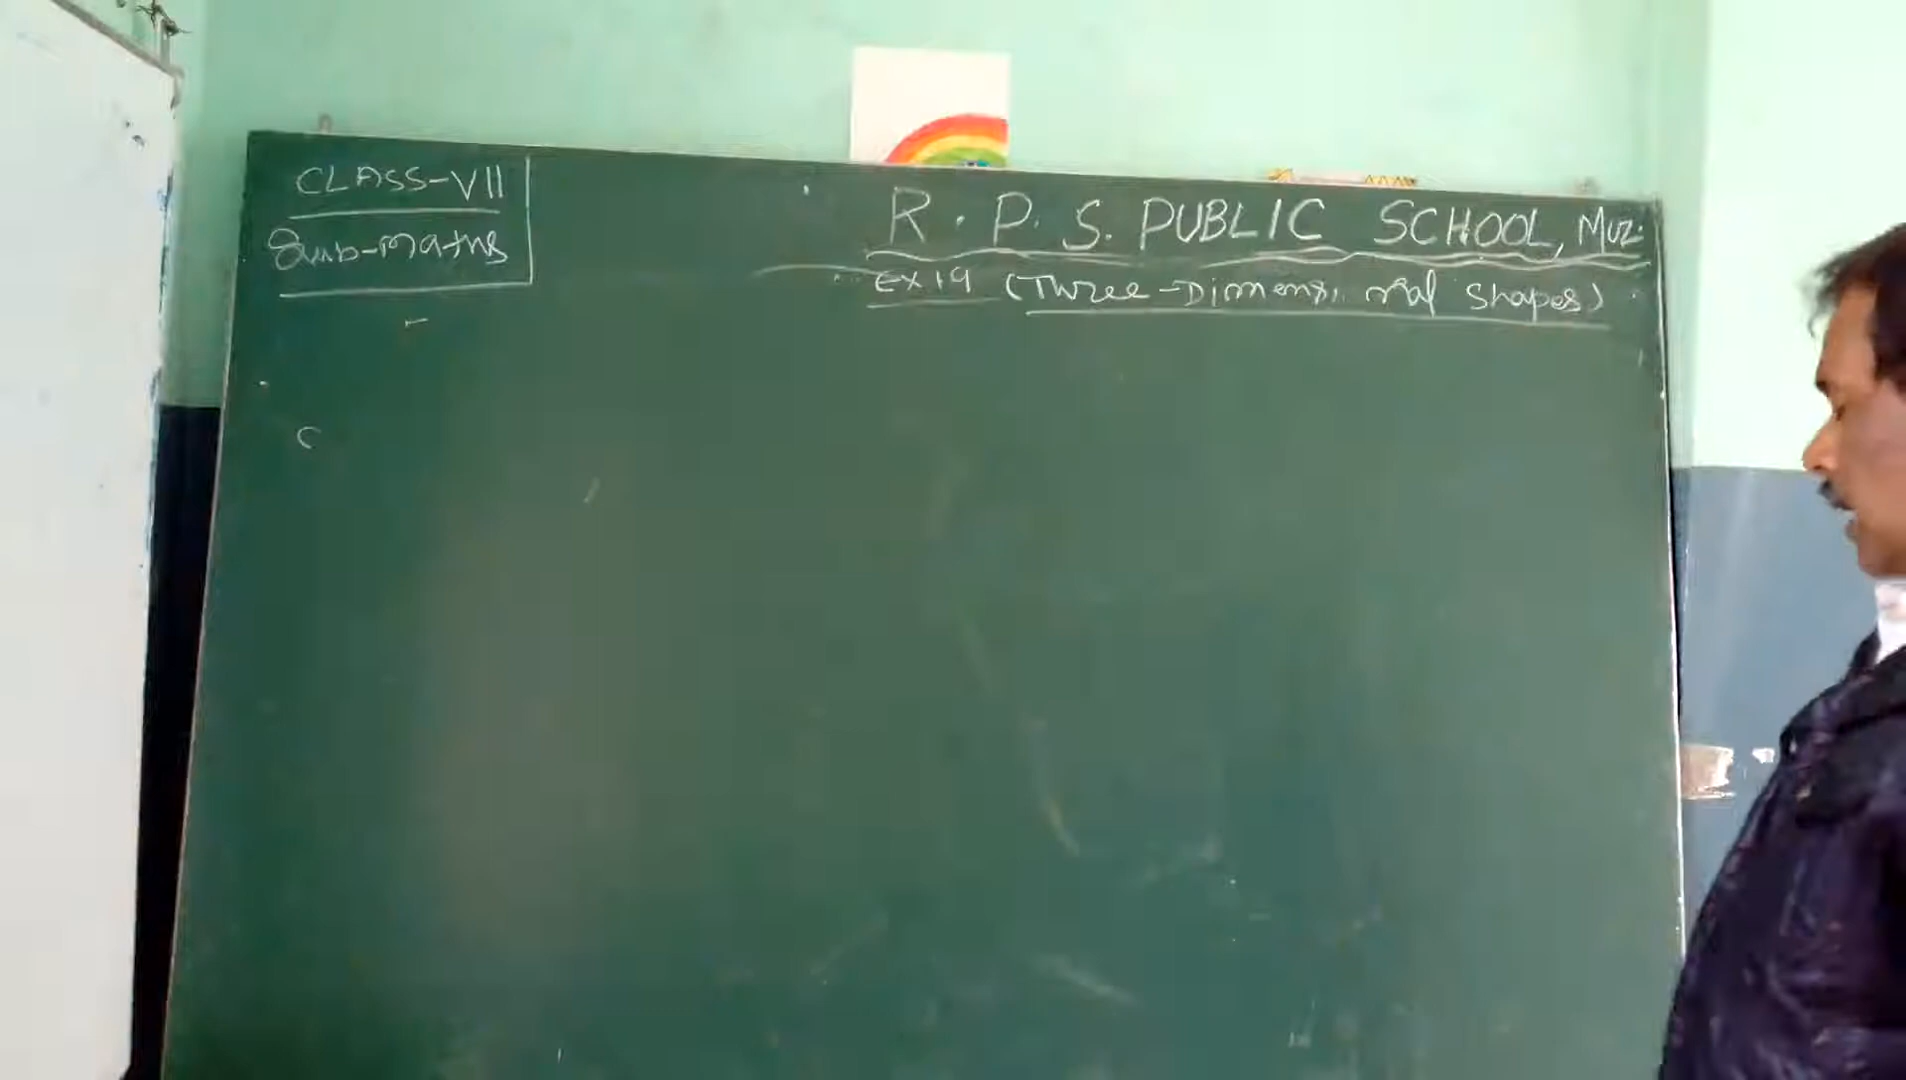 CLASS-VII
Sub-Maths
R.P.S. PUBLIC SCHOOL, MUZ.
EX 19 (Three-Dimensional Shapes)